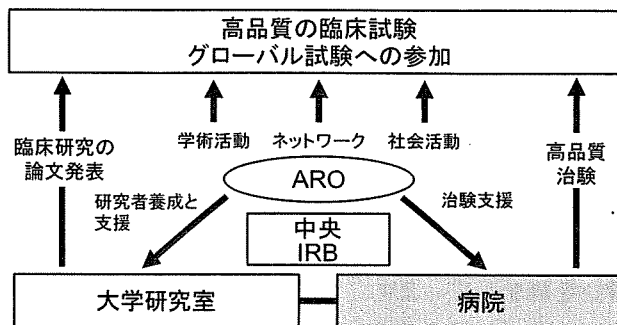 高品質の臨床試験
グローバル試験への参加
学術活動
ネットワーク
社会活動
臨床研究の
論文発表
高品質
治験
ARO
研究者養成と
支援
治験支援
中央
IRB
大学研究室
病院